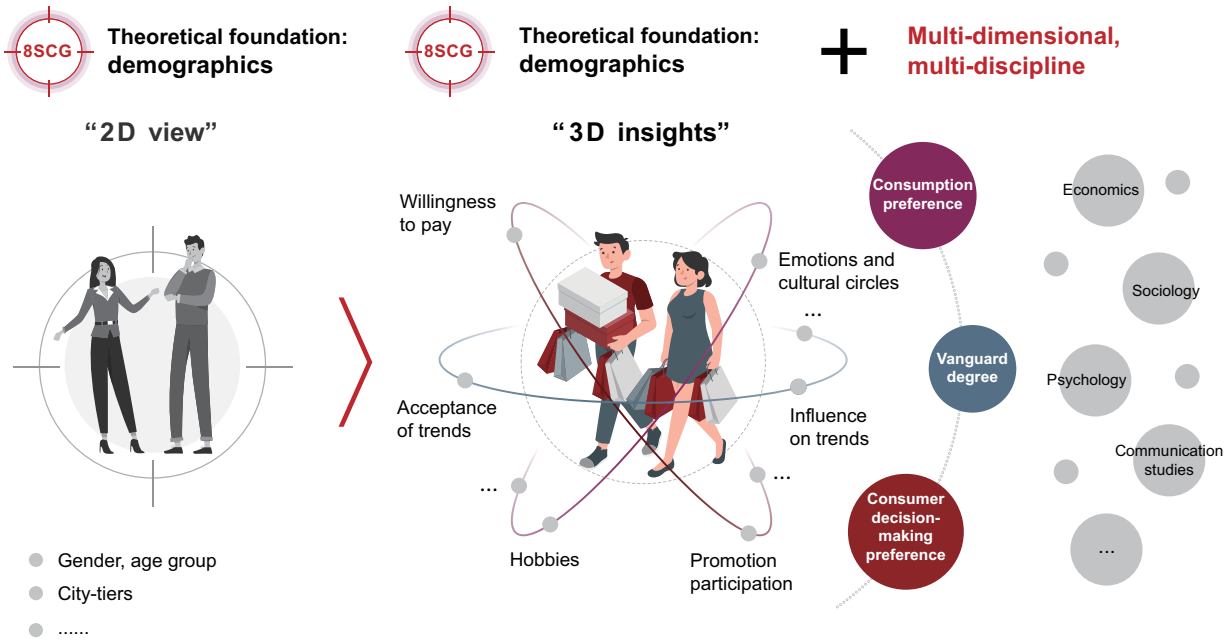 8SCG
Theoretical foundation:
demographics
“2D view”
Gender, age group
City-tiers
......
8SCG
Theoretical foundation:
demographics
+
Multi-dimensional,
multi-discipline
“3D insights”
Willingness
to pay
Emotions and
cultural circles
...
Acceptance
of trends
Influence
on trends
...
...
Hobbies
Promotion
participation
Consumption
preference
Vanguard
degree
Consumer
decision-
making
preference
Economics
Sociology
Psychology
Communication
studies
...